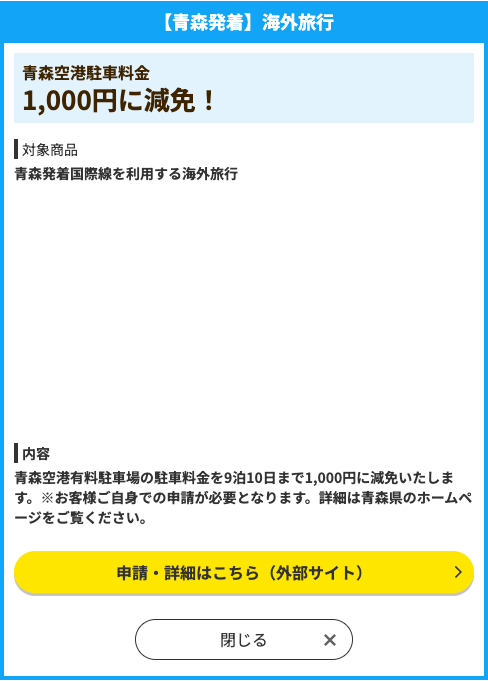 【青森発着】海外旅行
青森空港駐車料金
1,000円に減免！
対象商品
青森発着国際線を利用する海外旅行
内容
青森空港有料駐車場の駐車料金を9泊10日まで1,000円に減免いたしま
す。※お客様ご自身での申請が必要となります。詳細は青森県のホームペ
ージをご覧ください。
申請・詳細はこちら（外部サイト）
閉じる